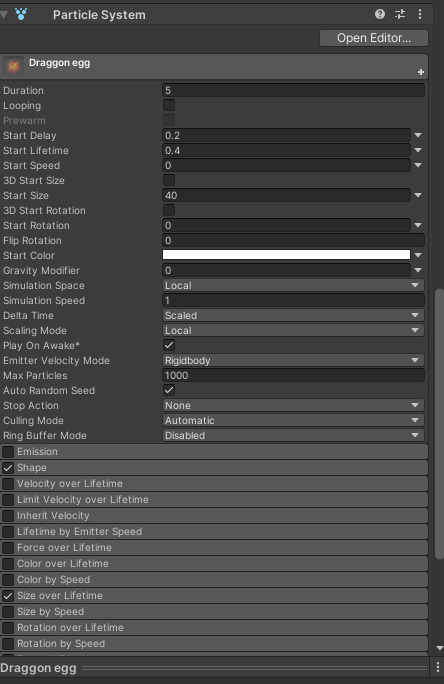 Particle System
Open Editor...
Draggon egg
Duration 5
Looping
Prewarm
Start Delay 0.2
Start Lifetime 0.4
Start Speed 0
3D Start Size
Start Size 40
3D Start Rotation
Start Rotation 0
Flip Rotation 0
Start Color
Gravity Modifier 0
Simulation Space Local
Simulation Speed 1
Delta Time Scaled
Scaling Mode Local
Play On Awake*
Emitter Velocity Mode Rigidbody
Max Particles 1000
Auto Random Seed
Stop Action None
Culling Mode Automatic
Ring Buffer Mode Disabled
Emission
Shape
Velocity over Lifetime
Limit Velocity over Lifetime
Inherit Velocity
Lifetime by Emitter Speed
Force over Lifetime
Color over Lifetime
Color by Speed
Size over Lifetime
Size by Speed
Rotation over Lifetime
Rotation by Speed
Draggon egg